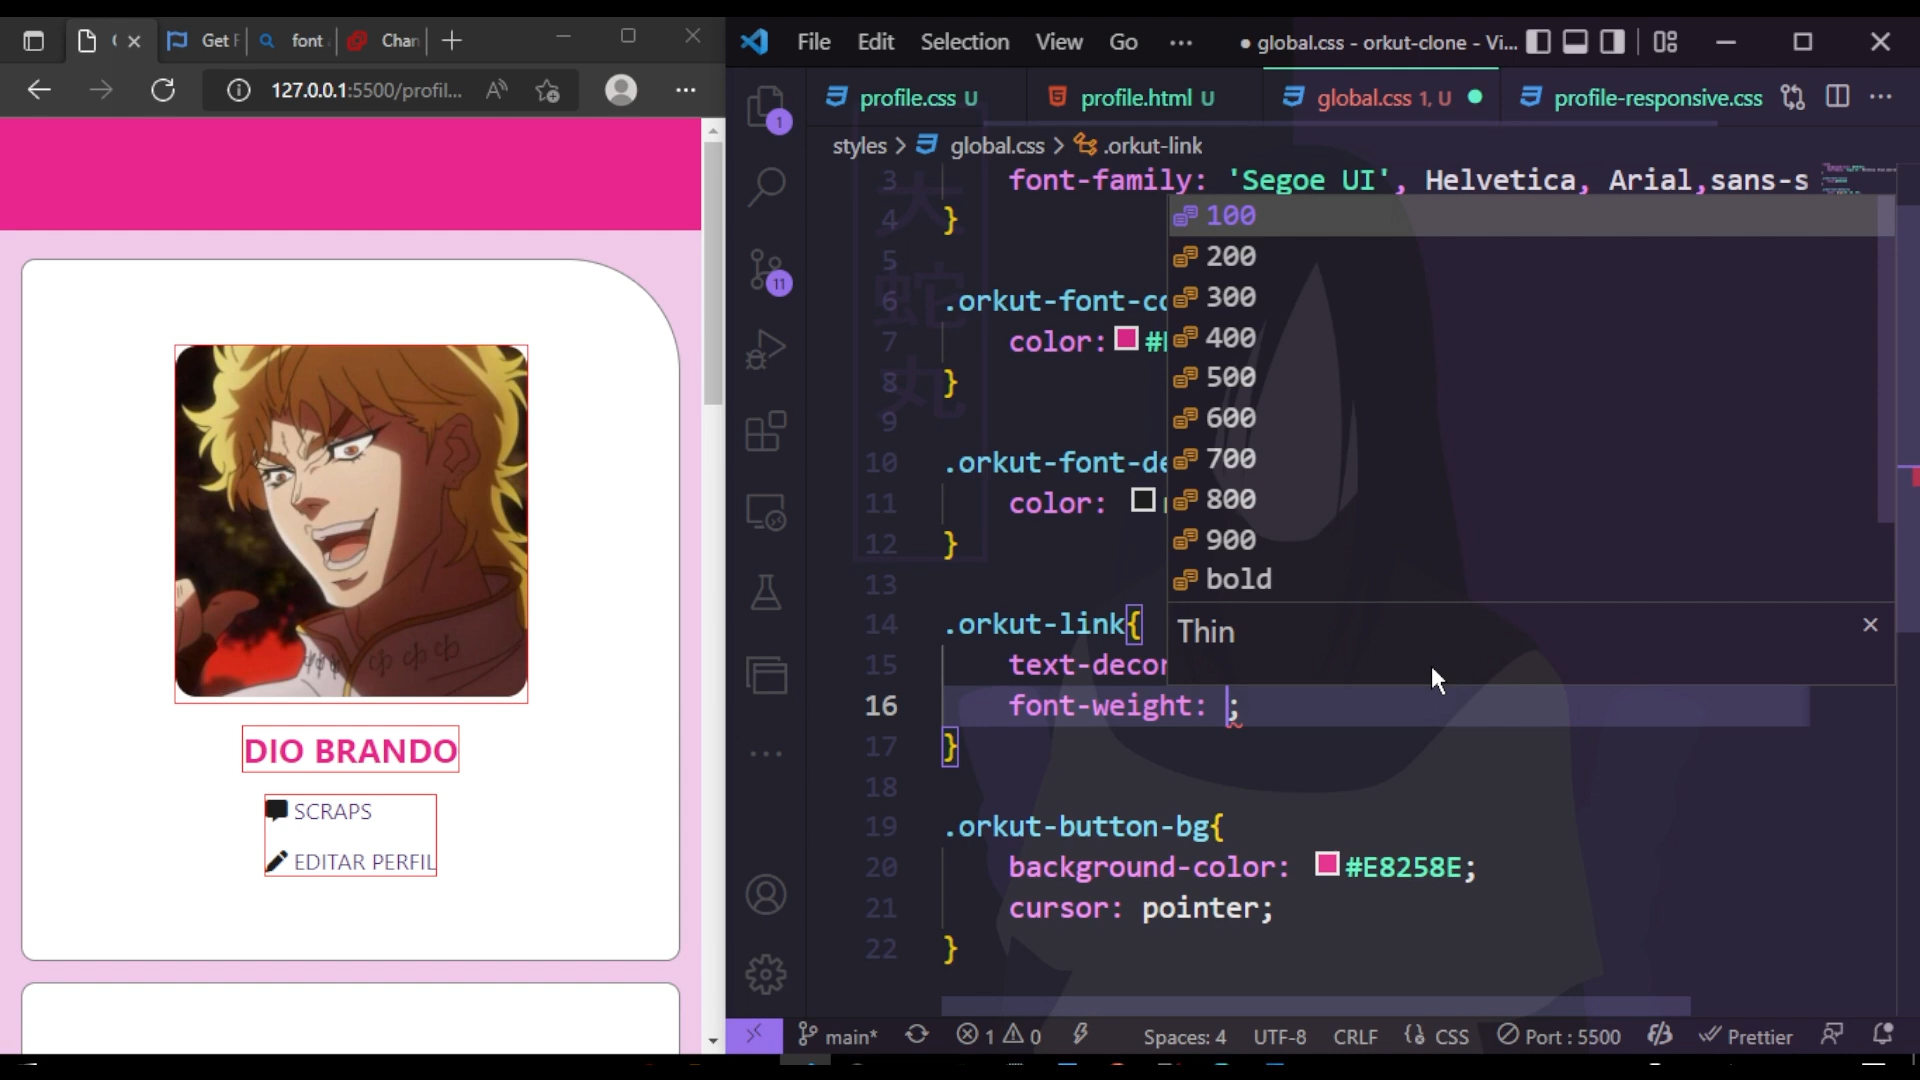 Get F
font
Chan
127.0.0.1:5500/profil...
DIO BRANDO
SCRAPS
EDITAR PERFIL
File Edit Selection View Go ...
● global.css - orkut-clone - Vi...
profile.css U
profile.html U
global.css 1, U
profile-responsive.css
styles > global.css > .orkut-link
1
11
3 font-family: 'Segoe UI', Helvetica, Arial,sans-s
4 }
5
6 .orkut-font-co
7 color: #
8 }
9
10 .orkut-font-de
11 color:
12 }
13
14 .orkut-link{
15 text-decor
16 font-weight: ;
17 }
18
19 .orkut-button-bg{
20 background-color: #E8258E;
21 cursor: pointer;
22 }
100
200
300
400
500
600
700
800
900
bold
Thin
大
蛇
丸
main* 1 0 Spaces: 4 UTF-8 CRLF CSS Port : 5500 Prettier